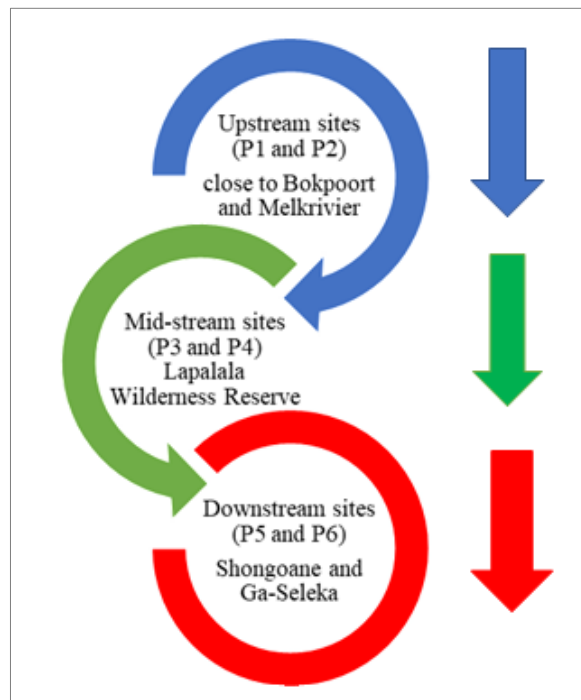 Upstream sites
(P1 and P2)
close to Bokpoort
and Melkrivier
Mid-stream sites
(P3 and P4)
Lapalala
Wilderness Reserve
Downstream sites
(P5 and P6)
Shongoane and
Ga-Seleka